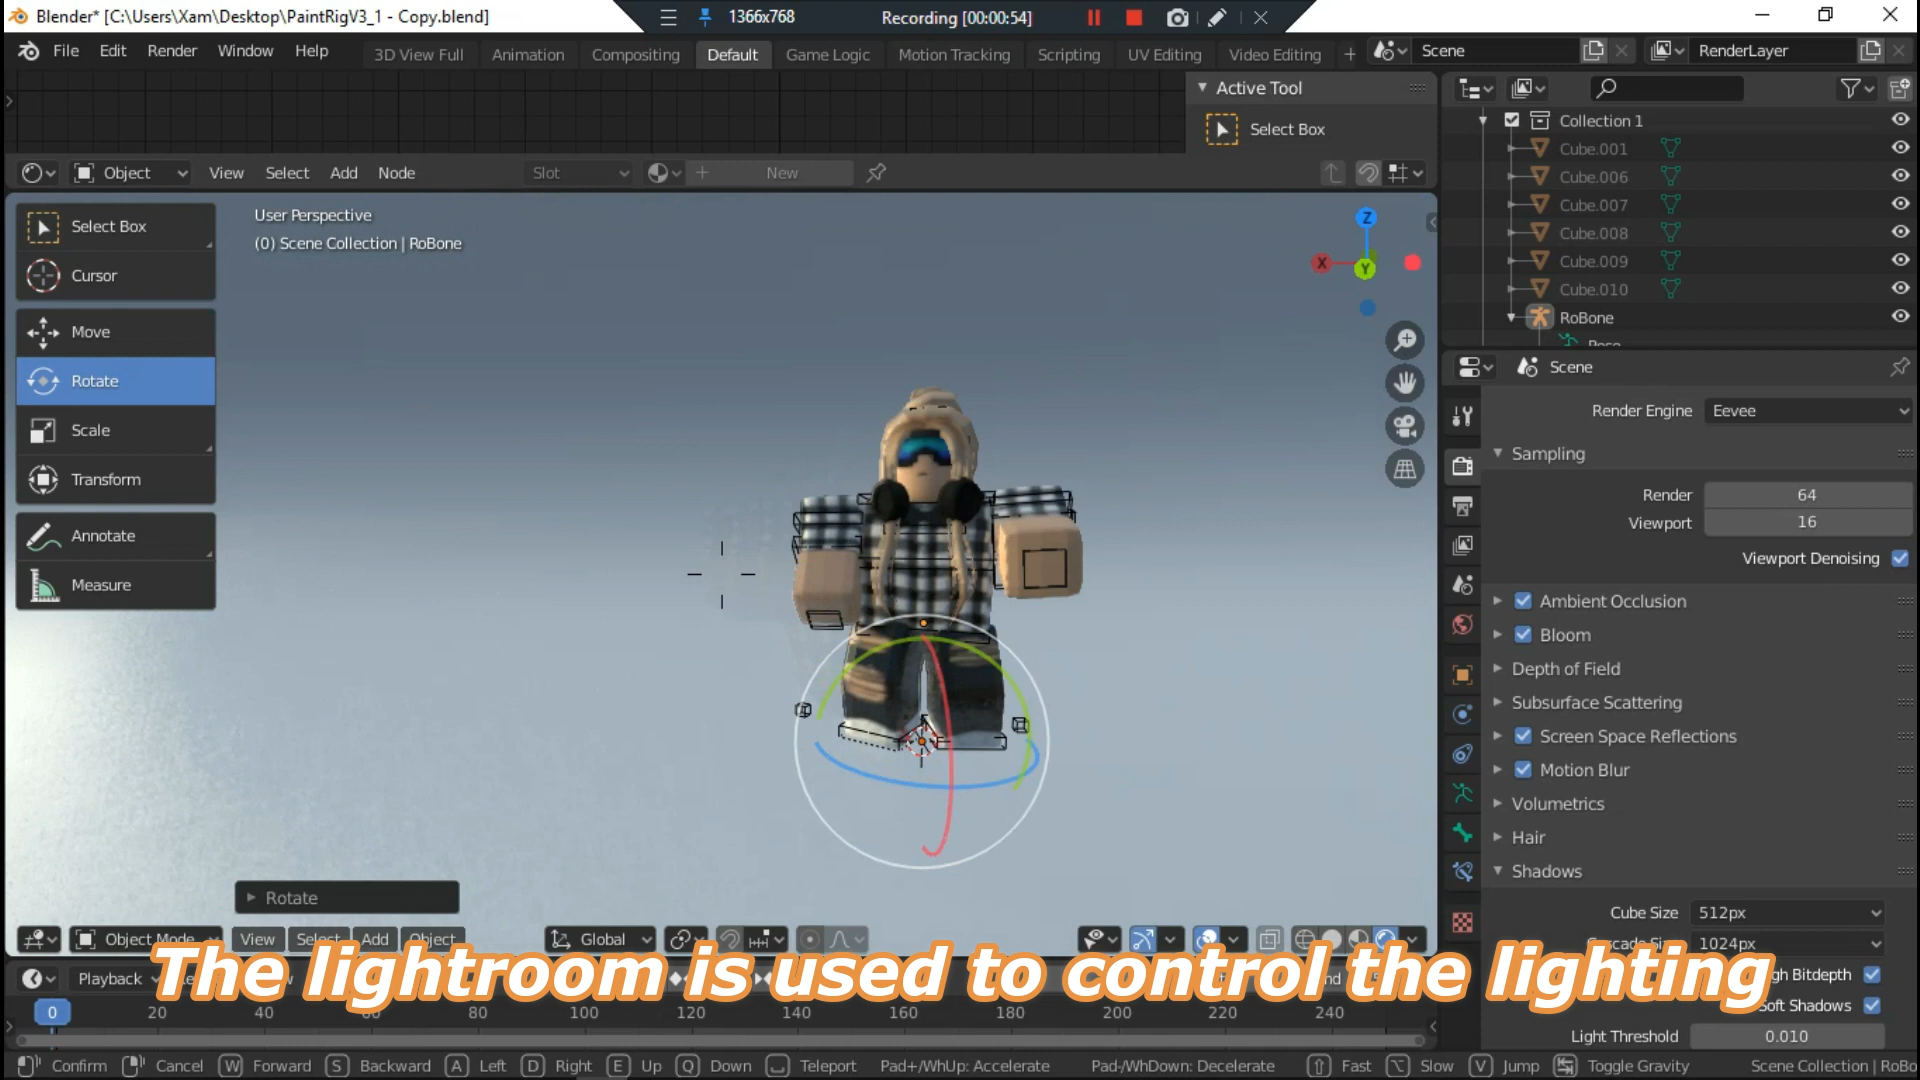 Blender* [C:\Users\Xam\Desktop\PaintRigV3_1 - Copy.blend]
1366x768
Recording [00:00:54]
File Edit Render Window Help
3D View Full Animation Compositing Default Game Logic Motion Tracking Scripting UV Editing Video Editing
Scene
RenderLayer
Active Tool
Select Box
Object View Select Add Node
Slot
New
User Perspective
(0) Scene Collection | RoBone
Select Box
Cursor
Move
Rotate
Scale
Transform
Annotate
Measure
Z
X
Y
Rotate
Collection 1
Cube.001
Cube.006
Cube.007
Cube.008
Cube.009
Cube.010
RoBone
Pose
Scene
Render Engine Eevee
Sampling
Render 64
Viewport 16
Viewport Denoising
Ambient Occlusion
Bloom
Depth of Field
Subsurface Scattering
Screen Space Reflections
Motion Blur
Volumetrics
Hair
Shadows
Cube Size 512px
1024px
Bitdepth
Soft Shadows
Light Threshold 0.010
Object Mode View Select Add Object
Global
Playback
The lightroom is used to control the lighting
0 20 40 80 100 120 140 160 180 200 220 240
Confirm Cancel W Forward S Backward A Left D Right E Up Q Down Teleport Pad+/WhUp: Accelerate Pad-/WhDown: Decelerate Fast Slow V Jump Toggle Gravity Scene Collection | RoBo